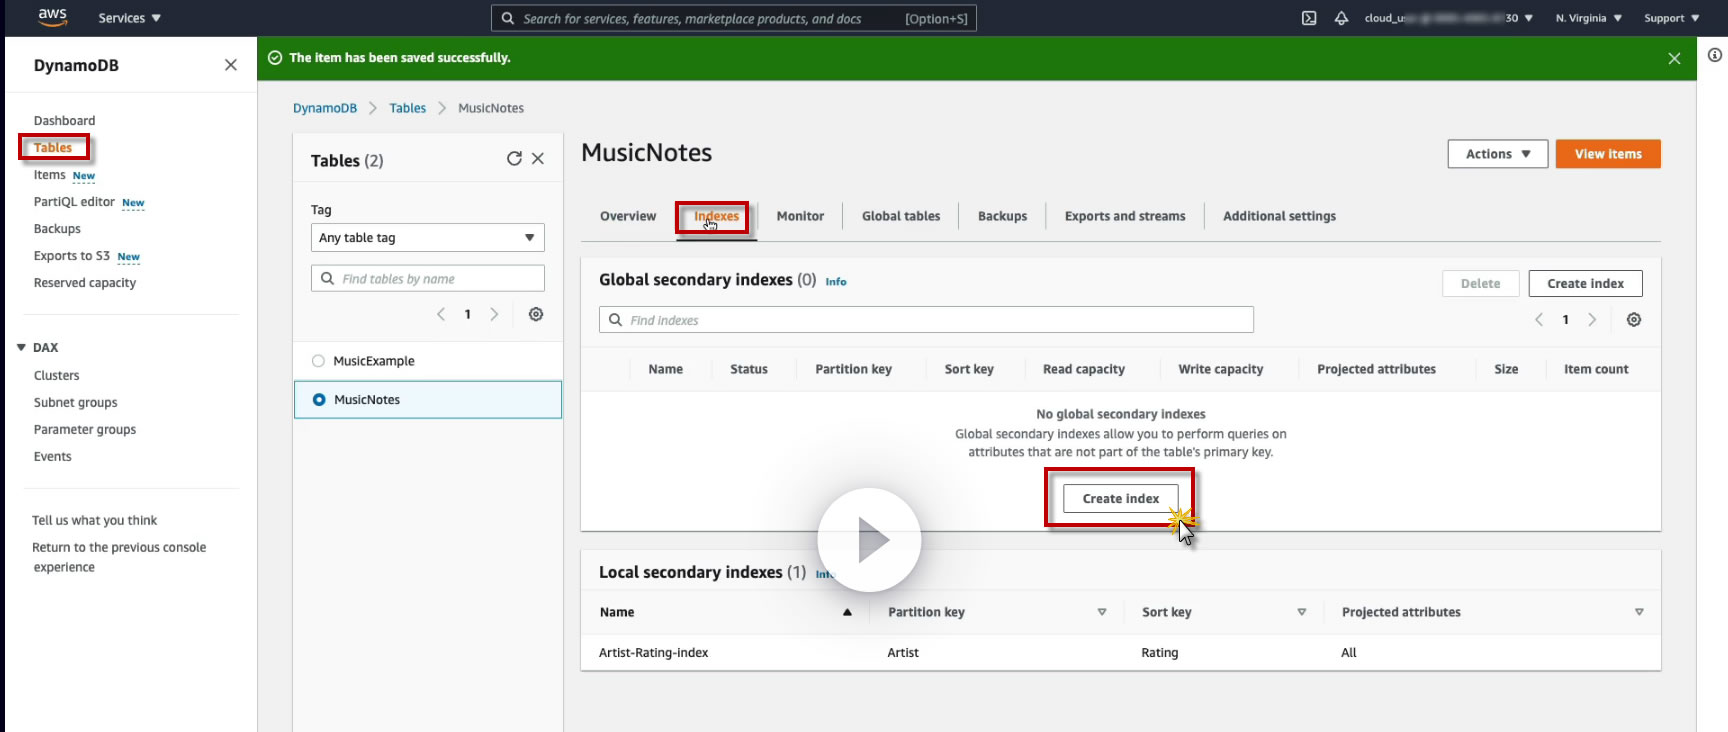 aws
Services
Search for services, features, marketplace products, and docs [Option+S]
N. Virginia
Support
DynamoDB
The item has been saved successfully.
Dashboard
Tables
Items New
PartiQL editor New
Backups
Exports to S3 New
Reserved capacity
DAX
Clusters
Subnet groups
Parameter groups
Events
Tell us what you think
Return to the previous console
experience
DynamoDB > Tables > MusicNotes
Tables (2)
Tag
Any table tag
Find tables by name
1
MusicExample
MusicNotes
MusicNotes
Actions
View items
Overview
Indexes
Monitor
Global tables
Backups
Exports and streams
Additional settings
Global secondary indexes (0) Info
Delete
Create index
Find indexes
1
Name Status Partition key Sort key Read capacity Write capacity Projected attributes Size Item count
No global secondary indexes
Global secondary indexes allow you to perform queries on
attributes that are not part of the table's primary key.
Create index
Local secondary indexes (1) Info
Name Partition key Sort key Projected attributes
Artist-Rating-index Artist Rating All